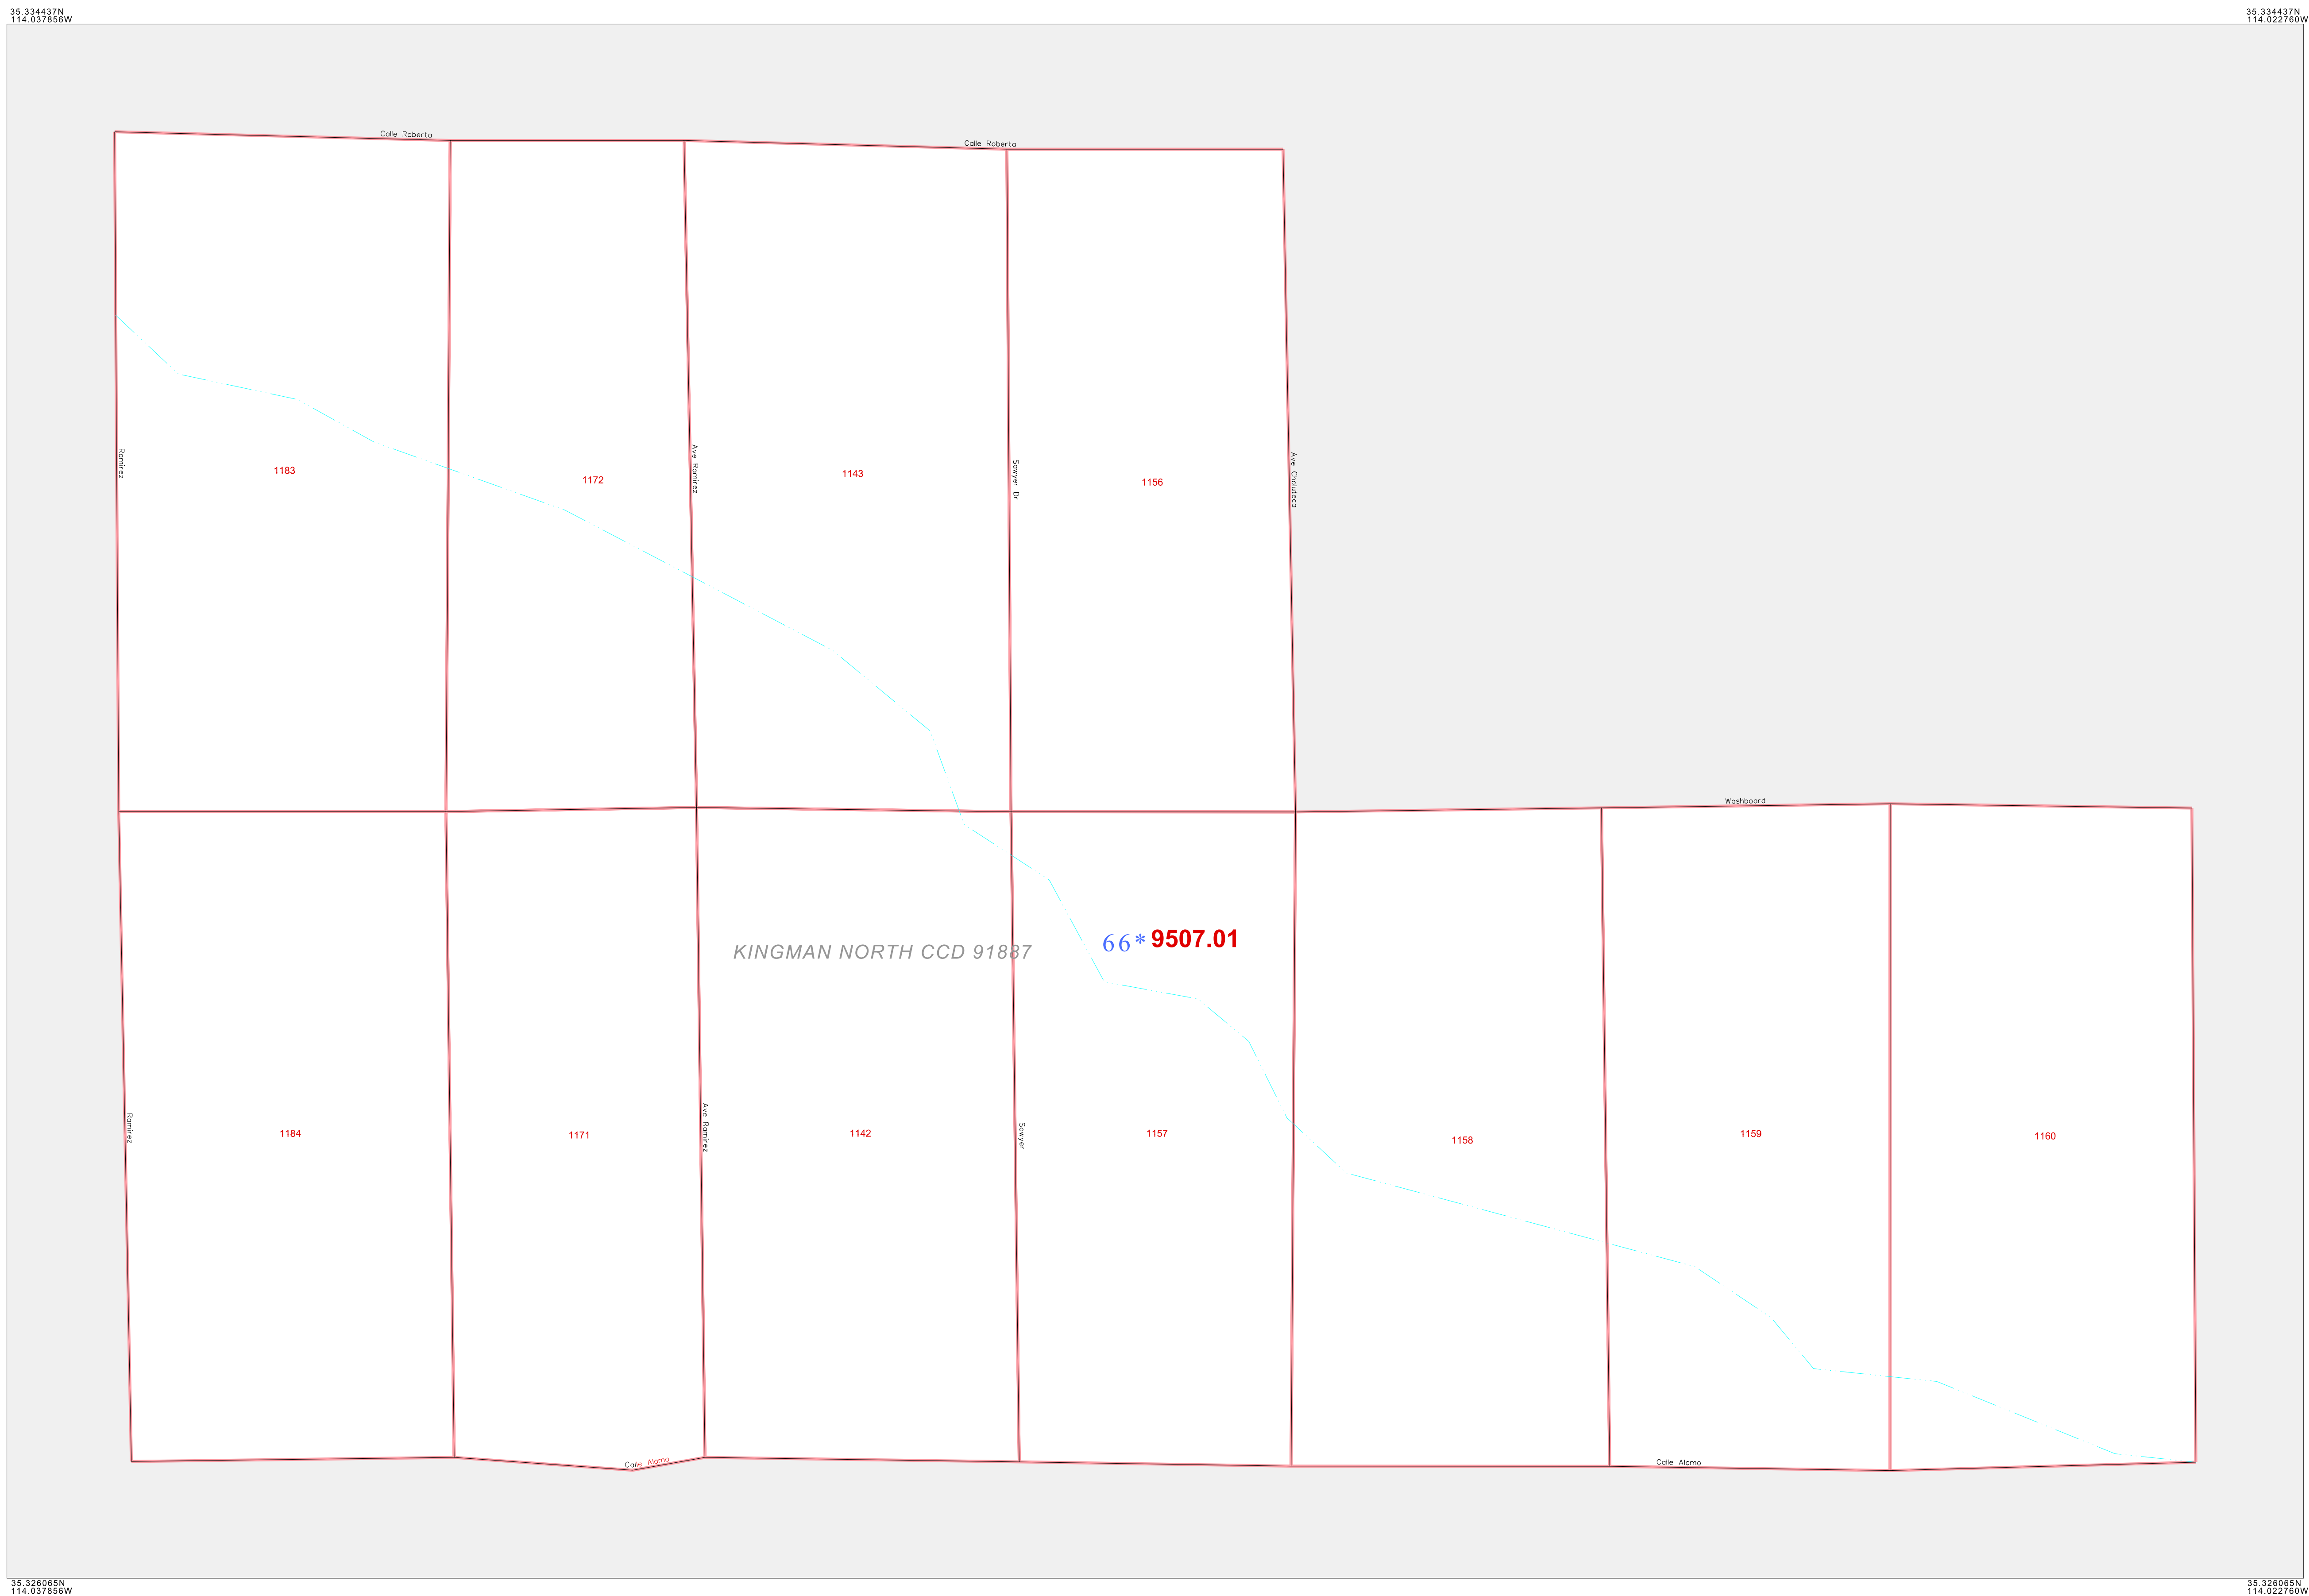 35.334437N
114.037856W
35.334437N
114.022760W
Calle Roberta
Calle Roberta
Ramirez
Ave Ramirez
Sawyer Dr
Ave Choluteca
1183
1172
1143
1156
Washboard
KINGMAN NORTH CCD 91887
66* 9507.01
Ramirez
Ave Ramirez
Sawyer
1184
1171
1142
1157
1158
1159
1160
Calle Alamo
Calle Alamo
35.326065N
114.037856W
35.326065N
114.022760W